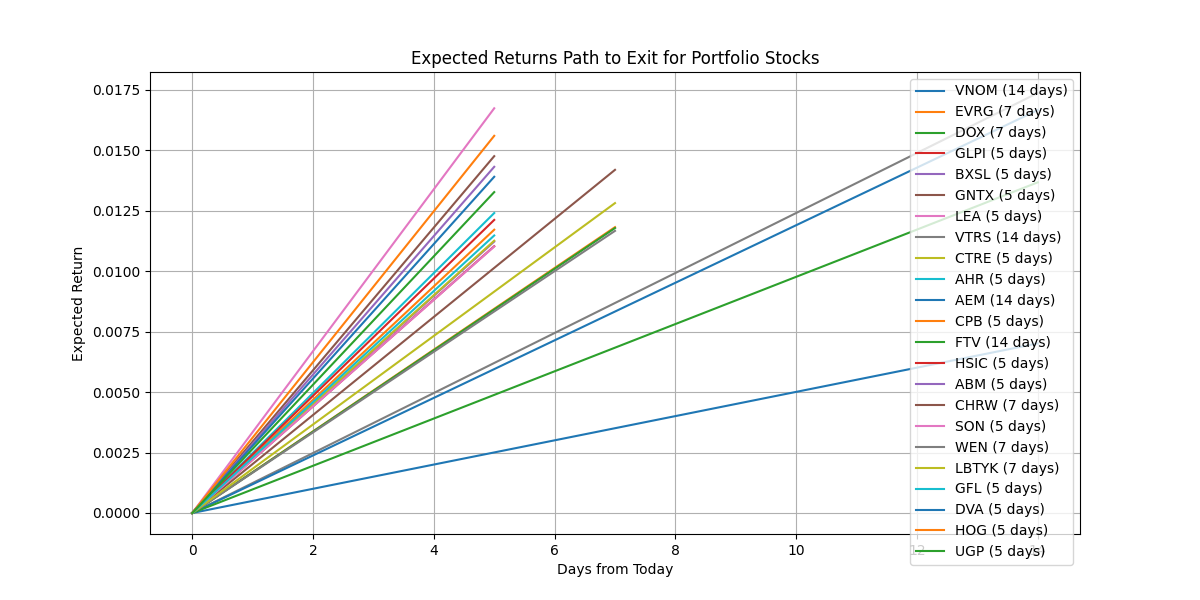 Expected Returns Path to Exit for Portfolio Stocks
Expected Return
0.0175
0.0150
0.0125
0.0100
0.0075
0.0050
0.0025
0.0000
VNOM (14 days)
EVRG (7 days)
DOX (7 days)
GLPI (5 days)
BXSL (5 days)
GNTX (5 days)
LEA (5 days)
VTRS (14 days)
CTRE (5 days)
AHR (5 days)
AEM (14 days)
CPB (5 days)
FTV (14 days)
HSIC (5 days)
ABM (5 days)
CHRW (7 days)
SON (5 days)
WEN (7 days)
LBTYK (7 days)
GFL (5 days)
DVA (5 days)
HOG (5 days)
UGP (5 days)
0 2 4 6 8 10 12
Days from Today